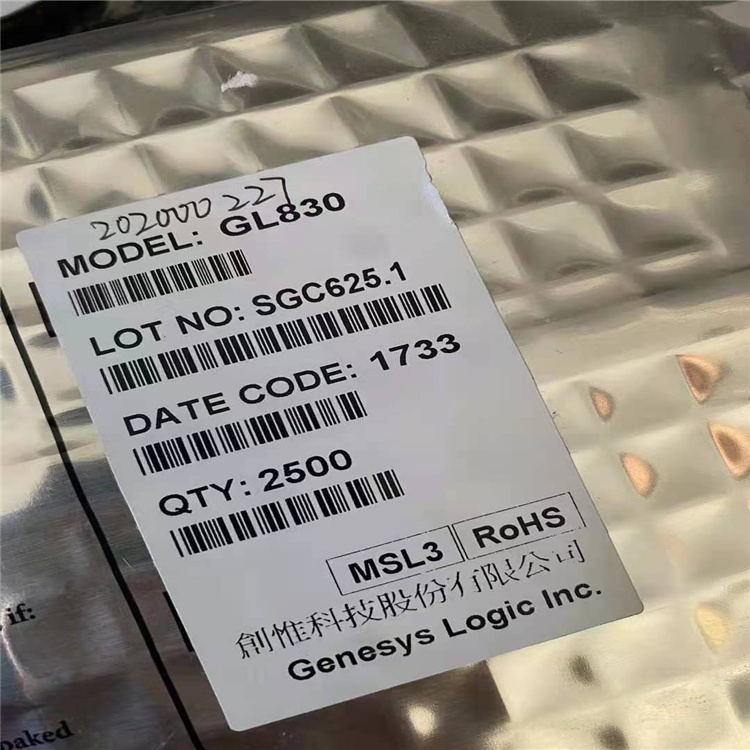 202000227
MODEL: GL830
LOT NO: SGC625.1
DATE CODE: 1733
QTY: 2500
MSL3 RoHS
創惟科技股份有限公司
Genesys Logic Inc.
if:
baked